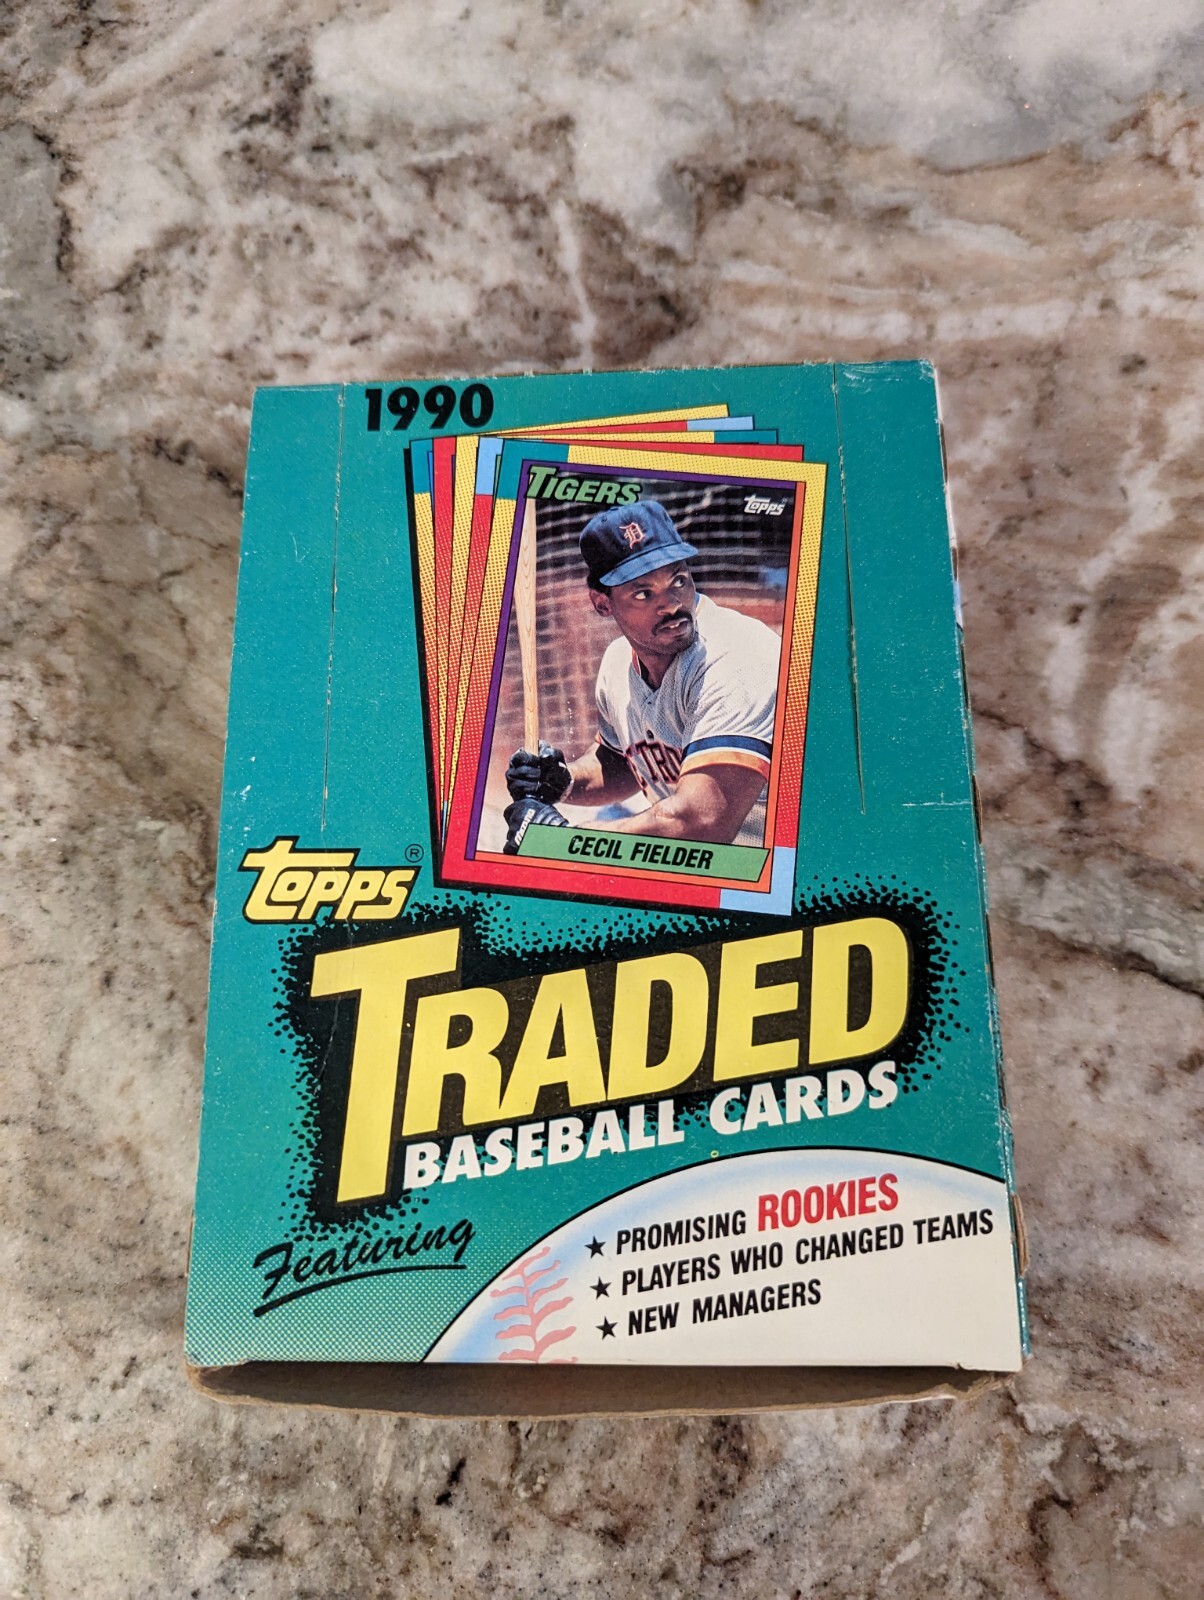 1990
TIGERS
TOPPS
CECIL FIELDER
TOPPS®
TRADED
BASEBALL CARDS
Featuring
★ PROMISING ROOKIES
★ PLAYERS WHO CHANGED TEAMS
★ NEW MANAGERS